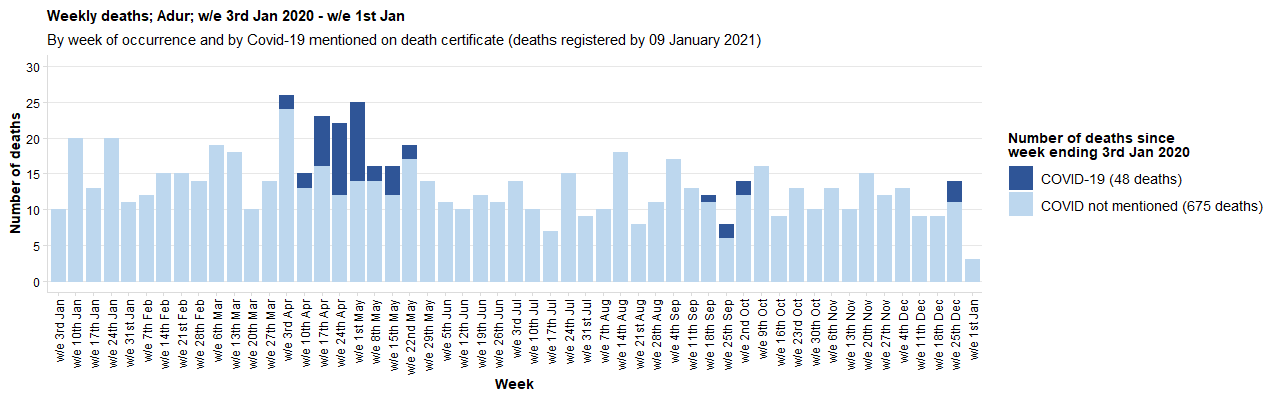 Weekly deaths; Adur; w/e 3rd Jan 2020 - w/e 1st Jan
By week of occurrence and by Covid-19 mentioned on death certificate (deaths registered by 09 January 2021)
Number of deaths
30
25
20
15
10
5
0
w/e 3rd Jan
w/e 10th Jan
w/e 17th Jan
w/e 24th Jan
w/e 31st Jan
w/e 7th Feb
w/e 14th Feb
w/e 21st Feb
w/e 28th Feb
w/e 6th Mar
w/e 13th Mar
w/e 20th Mar
w/e 27th Mar
w/e 3rd Apr
w/e 10th Apr
w/e 17th Apr
w/e 24th Apr
w/e 1st May
w/e 8th May
w/e 15th May
w/e 22nd May
w/e 29th May
w/e 5th Jun
w/e 12th Jun
w/e 19th Jun
w/e 26th Jun
w/e 3rd Jul
w/e 10th Jul
w/e 17th Jul
w/e 24th Jul
w/e 31st Jul
w/e 7th Aug
w/e 14th Aug
w/e 21st Aug
w/e 28th Aug
w/e 4th Sep
w/e 11th Sep
w/e 18th Sep
w/e 25th Sep
w/e 2nd Oct
w/e 9th Oct
w/e 16th Oct
w/e 23rd Oct
w/e 30th Oct
w/e 6th Nov
w/e 13th Nov
w/e 20th Nov
w/e 27th Nov
w/e 4th Dec
w/e 11th Dec
w/e 18th Dec
w/e 25th Dec
w/e 1st Jan
Week
Number of deaths since
week ending 3rd Jan 2020
COVID-19 (48 deaths)
COVID not mentioned (675 deaths)